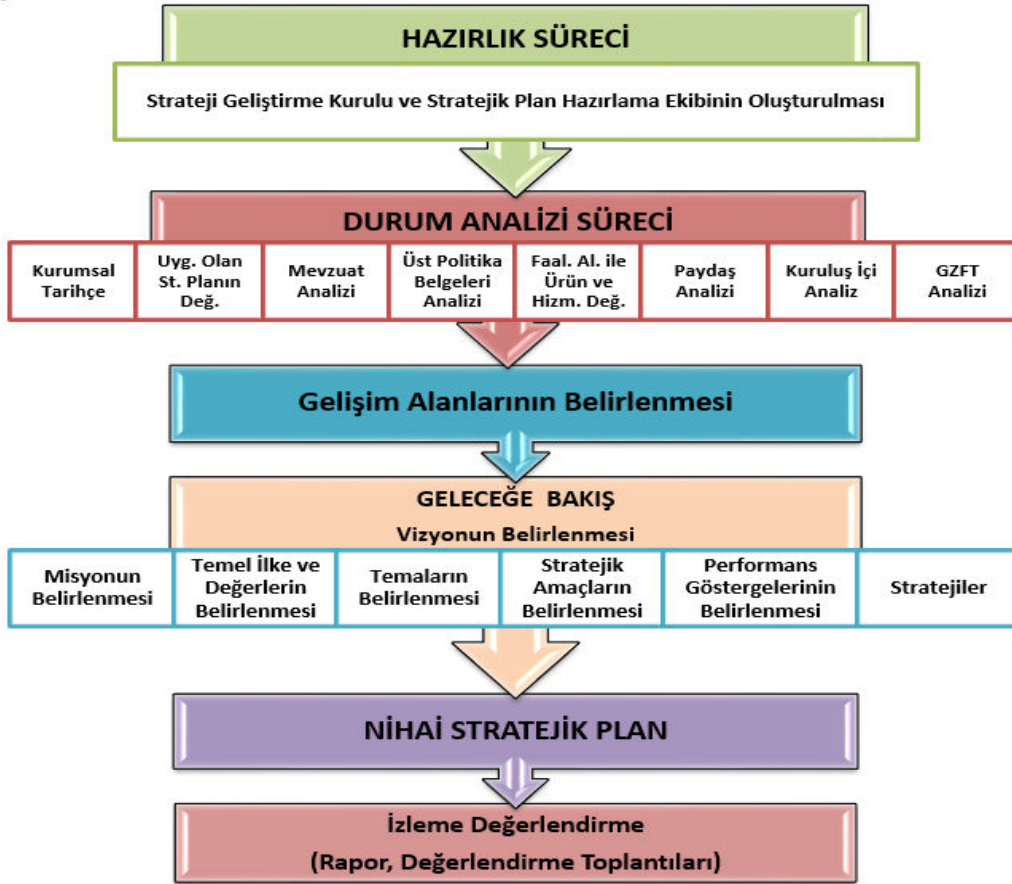 HAZIRLIK SÜRECİ
Strateji Geliştirme Kurulu ve Stratejik Plan Hazırlama Ekibinin Oluşturulması
DURUM ANALİZİ SÜRECİ
Kurumsal
Tarihçe
Uyg. Olan
St. Planın
Değ.
Mevzuat
Analizi
Üst Politika
Belgeleri
Analizi
Faal. Al. ile
Ürün ve
Hizm. Değ.
Paydaş
Analizi
Kuruluş İçi
Analiz
GZFT
Analizi
Gelişim Alanlarının Belirlenmesi
GELECEĞE BAKIŞ
Vizyonun Belirlenmesi
Misyonun
Belirlenmesi
Temel İlke ve
Değerlerin
Belirlenmesi
Temaların
Belirlenmesi
Stratejik
Amaçların
Belirlenmesi
Performans
Göstergelerinin
Belirlenmesi
Stratejiler
NİHAİ STRATEJİK PLAN
İzleme Değerlendirme
(Rapor, Değerlendirme Toplantıları)